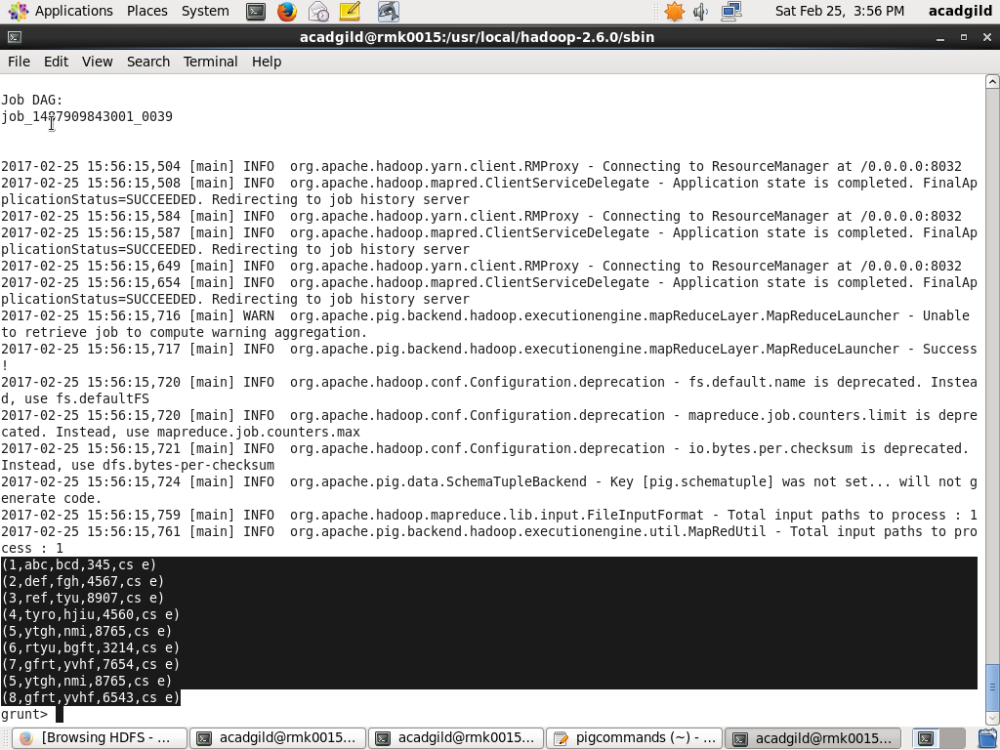 Applications Places System Sat Feb 25, 3:56 PM acadgild
acadgild@rmk0015:/usr/local/hadoop-2.6.0/sbin
File Edit View Search Terminal Help
Job DAG:
job_1487909843001_0039
2017-02-25 15:56:15,504 [main] INFO  org.apache.hadoop.yarn.client.RMProxy - Connecting to ResourceManager at /0.0.0.0:8032
2017-02-25 15:56:15,508 [main] INFO  org.apache.hadoop.mapred.ClientServiceDelegate - Application state is completed. FinalAp
plicationStatus=SUCCEEDED. Redirecting to job history server
2017-02-25 15:56:15,584 [main] INFO  org.apache.hadoop.yarn.client.RMProxy - Connecting to ResourceManager at /0.0.0.0:8032
2017-02-25 15:56:15,587 [main] INFO  org.apache.hadoop.mapred.ClientServiceDelegate - Application state is completed. FinalAp
plicationStatus=SUCCEEDED. Redirecting to job history server
2017-02-25 15:56:15,649 [main] INFO  org.apache.hadoop.yarn.client.RMProxy - Connecting to ResourceManager at /0.0.0.0:8032
2017-02-25 15:56:15,654 [main] INFO  org.apache.hadoop.mapred.ClientServiceDelegate - Application state is completed. FinalAp
plicationStatus=SUCCEEDED. Redirecting to job history server
2017-02-25 15:56:15,716 [main] WARN  org.apache.pig.backend.hadoop.executionengine.mapReduceLayer.MapReduceLauncher - Unable
to retrieve job to compute warning aggregation.
2017-02-25 15:56:15,717 [main] INFO  org.apache.pig.backend.hadoop.executionengine.mapReduceLayer.MapReduceLauncher - Success
!
2017-02-25 15:56:15,720 [main] INFO  org.apache.hadoop.conf.Configuration.deprecation - fs.default.name is deprecated. Instea
d, use fs.defaultFS
2017-02-25 15:56:15,720 [main] INFO  org.apache.hadoop.conf.Configuration.deprecation - mapreduce.job.counters.limit is depre
cated. Instead, use mapreduce.job.counters.max
2017-02-25 15:56:15,721 [main] INFO  org.apache.hadoop.conf.Configuration.deprecation - io.bytes.per.checksum is deprecated.
Instead, use dfs.bytes-per-checksum
2017-02-25 15:56:15,724 [main] INFO  org.apache.pig.data.SchemaTupleBackend - Key [pig.schematuple] was not set... will not g
enerate code.
2017-02-25 15:56:15,759 [main] INFO  org.apache.hadoop.mapreduce.lib.input.FileInputFormat - Total input paths to process : 1
2017-02-25 15:56:15,761 [main] INFO  org.apache.pig.backend.hadoop.executionengine.util.MapRedUtil - Total input paths to pro
cess : 1
(1,abc,bcd,345,cs e)
(2,def,fgh,4567,cs e)
(3,ref,tyu,8907,cs e)
(4,tyro,hjiu,4560,cs e)
(5,ytgh,nmi,8765,cs e)
(6,rtyu,bgft,3214,cs e)
(7,gfrt,yvhf,7654,cs e)
(5,ytgh,nmi,8765,cs e)
(8,gfrt,yvhf,6543,cs e)
grunt>
[Browsing HDFS - ... acadgild@rmk0015... acadgild@rmk0015... pigcommands (~) - ... acadgild@rmk0015...